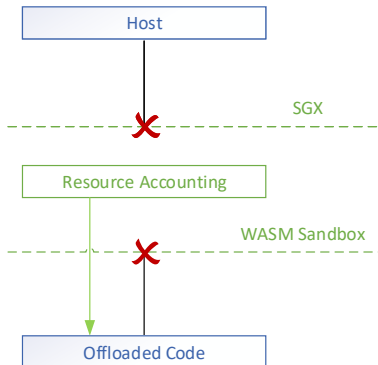 Host
SGX
Resource Accounting
WASM Sandbox
Offloaded Code